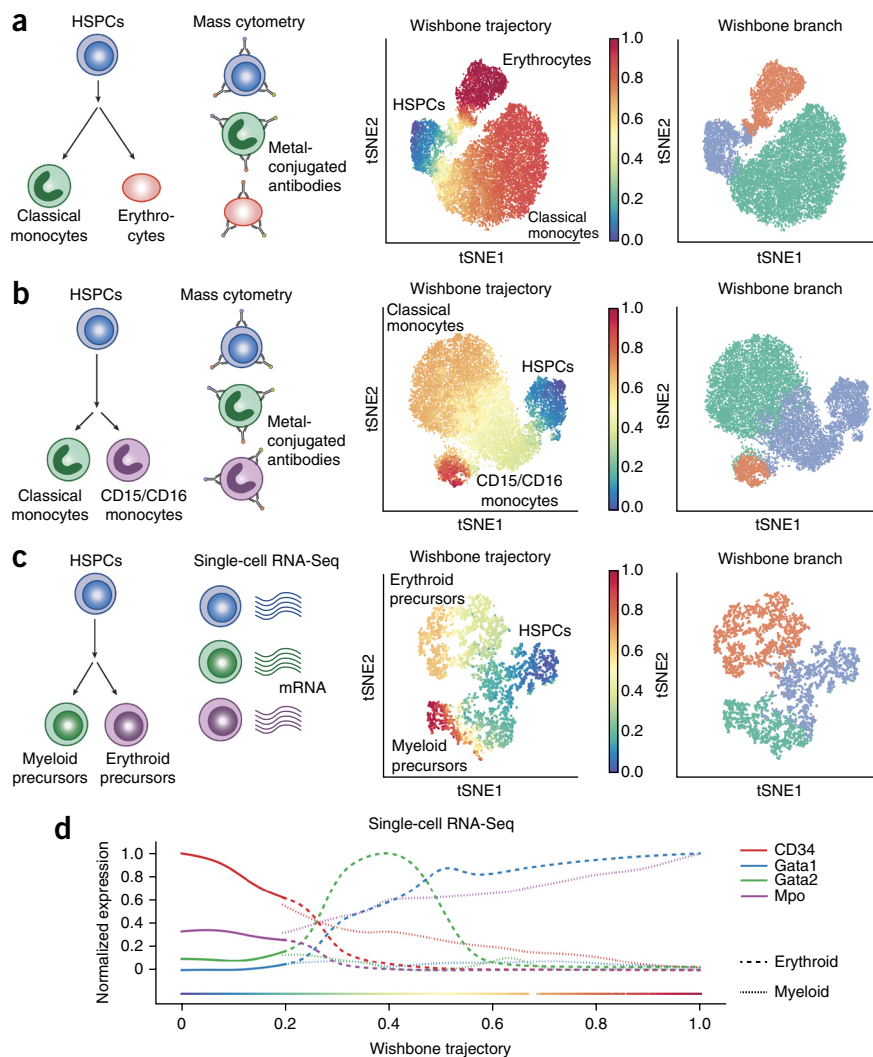 a
HSPCs
Mass cytometry
Classical
monocytes
Erythro-
cytes
Metal-
conjugated
antibodies
Wishbone trajectory
Erythrocytes
HSPCs
Classical
monocytes
tSNE2
tSNE1
1.0
0.8
0.6
0.4
0.2
0.0
Wishbone branch
tSNE2
tSNE1
b
HSPCs
Mass cytometry
Classical
monocytes
CD15/CD16
monocytes
Metal-
conjugated
antibodies
Wishbone trajectory
Classical
monocytes
HSPCs
CD15/CD16
monocytes
tSNE2
tSNE1
1.0
0.8
0.6
0.4
0.2
0.0
Wishbone branch
tSNE2
tSNE1
c
HSPCs
Single-cell RNA-Seq
mRNA
Myeloid
precursors
Erythroid
precursors
Wishbone trajectory
Erythroid
precursors
HSPCs
Myeloid
precursors
tSNE2
tSNE1
1.0
0.8
0.6
0.4
0.2
0.0
Wishbone branch
tSNE2
tSNE1
d
Single-cell RNA-Seq
Normalized expression
1.0
0.8
0.6
0.4
0.2
0
0
0.2
0.4
0.6
0.8
1.0
Wishbone trajectory
CD34
Gata1
Gata2
Mpo
Erythroid
Myeloid